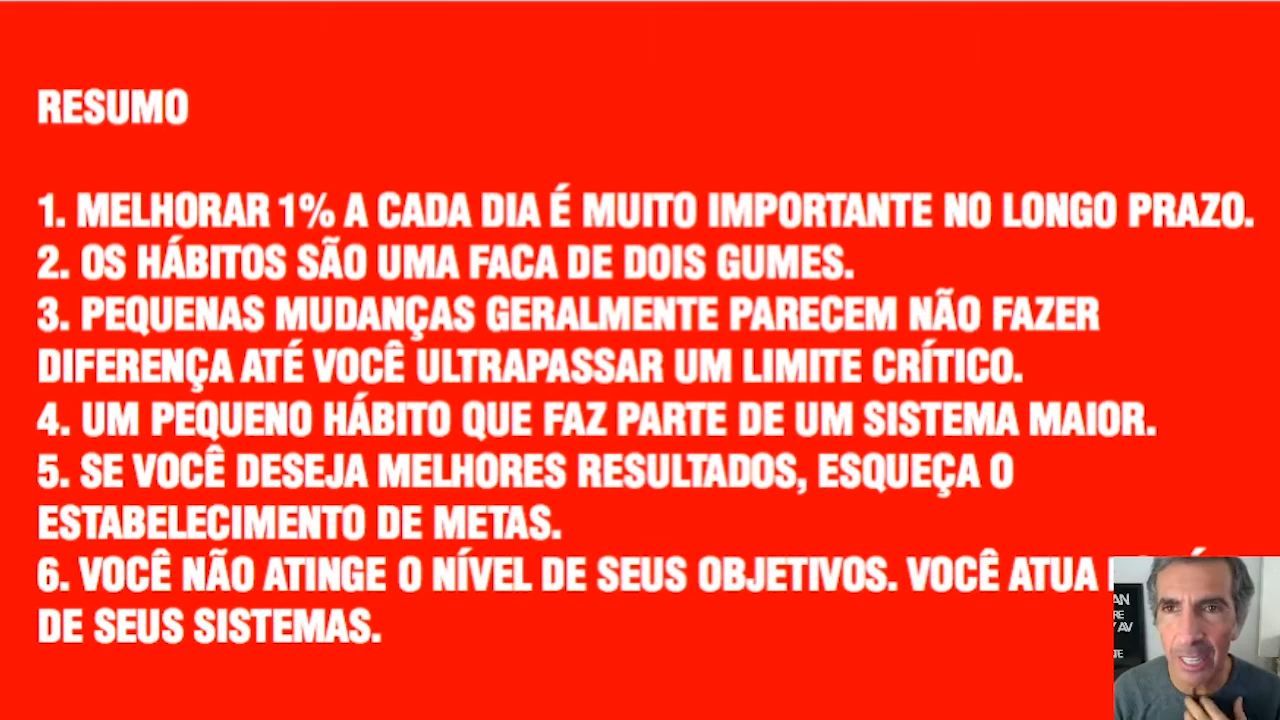 RESUMO
1. MELHORAR 1% A CADA DIA É MUITO IMPORTANTE NO LONGO PRAZO.
2. OS HÁBITOS SÃO UMA FACA DE DOIS GUMES.
3. PEQUENAS MUDANÇAS GERALMENTE PARECEM NÃO FAZER
DIFERENÇA ATÉ VOCÊ ULTRAPASSAR UM LIMITE CRÍTICO.
4. UM PEQUENO HÁBITO QUE FAZ PARTE DE UM SISTEMA MAIOR.
5. SE VOCÊ DESEJA MELHORES RESULTADOS, ESQUEÇA O
ESTABELECIMENTO DE METAS.
6. VOCÊ NÃO ATINGE O NÍVEL DE SEUS OBJETIVOS. VOCÊ ATUA
DE SEUS SISTEMAS.